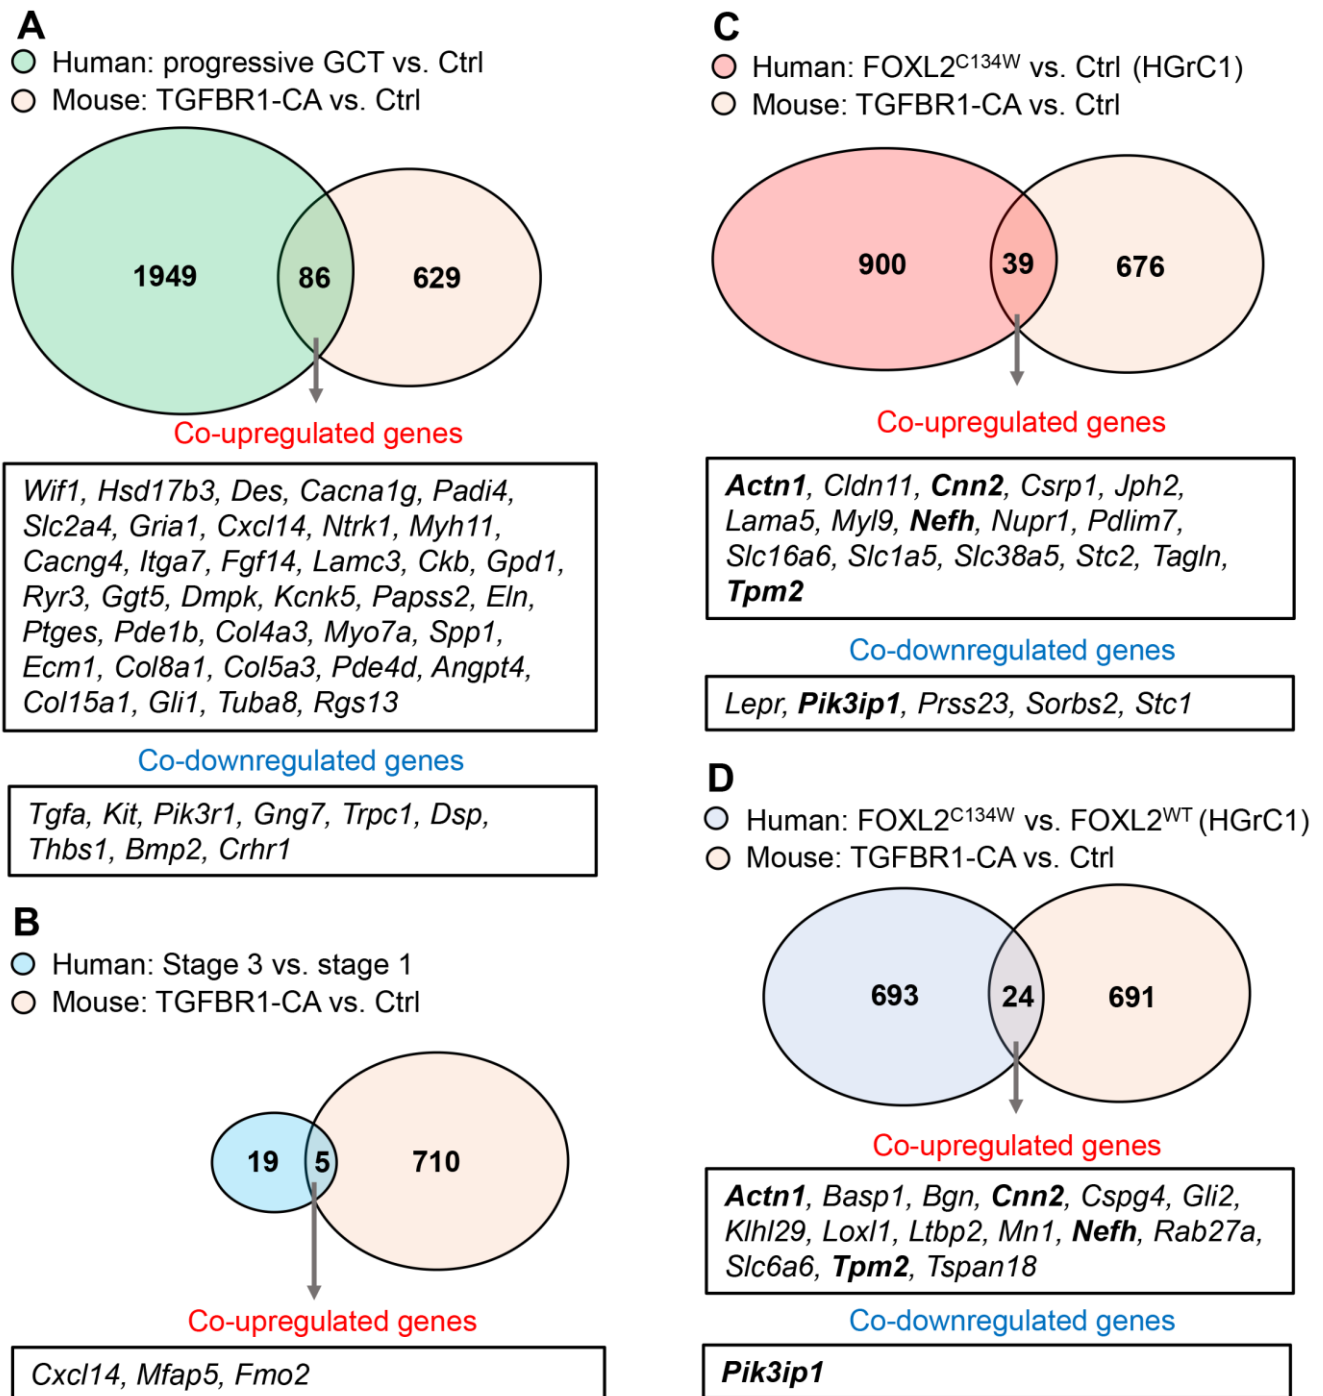 A
Human: progressive GCT vs. Ctrl
Mouse: TGFBR1-CA vs. Ctrl
1949
86
629
Co-upregulated genes
Wif1, Hsd17b3, Des, Cacna1g, Padi4,
Slc2a4, Gria1, Cxcl14, Ntrk1, Myh11,
Cacng4, Itga7, Fgf14, Lamc3, Ckb, Gpd1,
Ryr3, Ggt5, Dmpk, Kcnk5, Papss2, Eln,
Ptges, Pde1b, Col4a3, Myo7a, Spp1,
Ecm1, Col8a1, Col5a3, Pde4d, Angpt4,
Col15a1, Gli1, Tuba8, Rgs13
Co-downregulated genes
Tgfa, Kit, Pik3r1, Gng7, Trpc1, Dsp,
Thbs1, Bmp2, Crhr1
B
Human: Stage 3 vs. stage 1
Mouse: TGFBR1-CA vs. Ctrl
19
5
710
Co-upregulated genes
Cxcl14, Mfap5, Fmo2
C
Human: FOXL2C134W vs. Ctrl (HGrC1)
Mouse: TGFBR1-CA vs. Ctrl
900
39
676
Co-upregulated genes
Actn1, Cldn11, Cnn2, Csrp1, Jph2,
Lama5, Myl9, Nefh, Nupr1, Pdlim7,
Slc16a6, Slc1a5, Slc38a5, Stc2, Tagln,
Tpm2
Co-downregulated genes
Lepr, Pik3ip1, Prss23, Sorbs2, Stc1
D
Human: FOXL2C134W vs. FOXL2WT (HGrC1)
Mouse: TGFBR1-CA vs. Ctrl
693
24
691
Co-upregulated genes
Actn1, Basp1, Bgn, Cnn2, Cspg4, Gli2,
Klhl29, Loxl1, Ltbp2, Mn1, Nefh, Rab27a,
Slc6a6, Tpm2, Tspan18
Co-downregulated genes
Pik3ip1